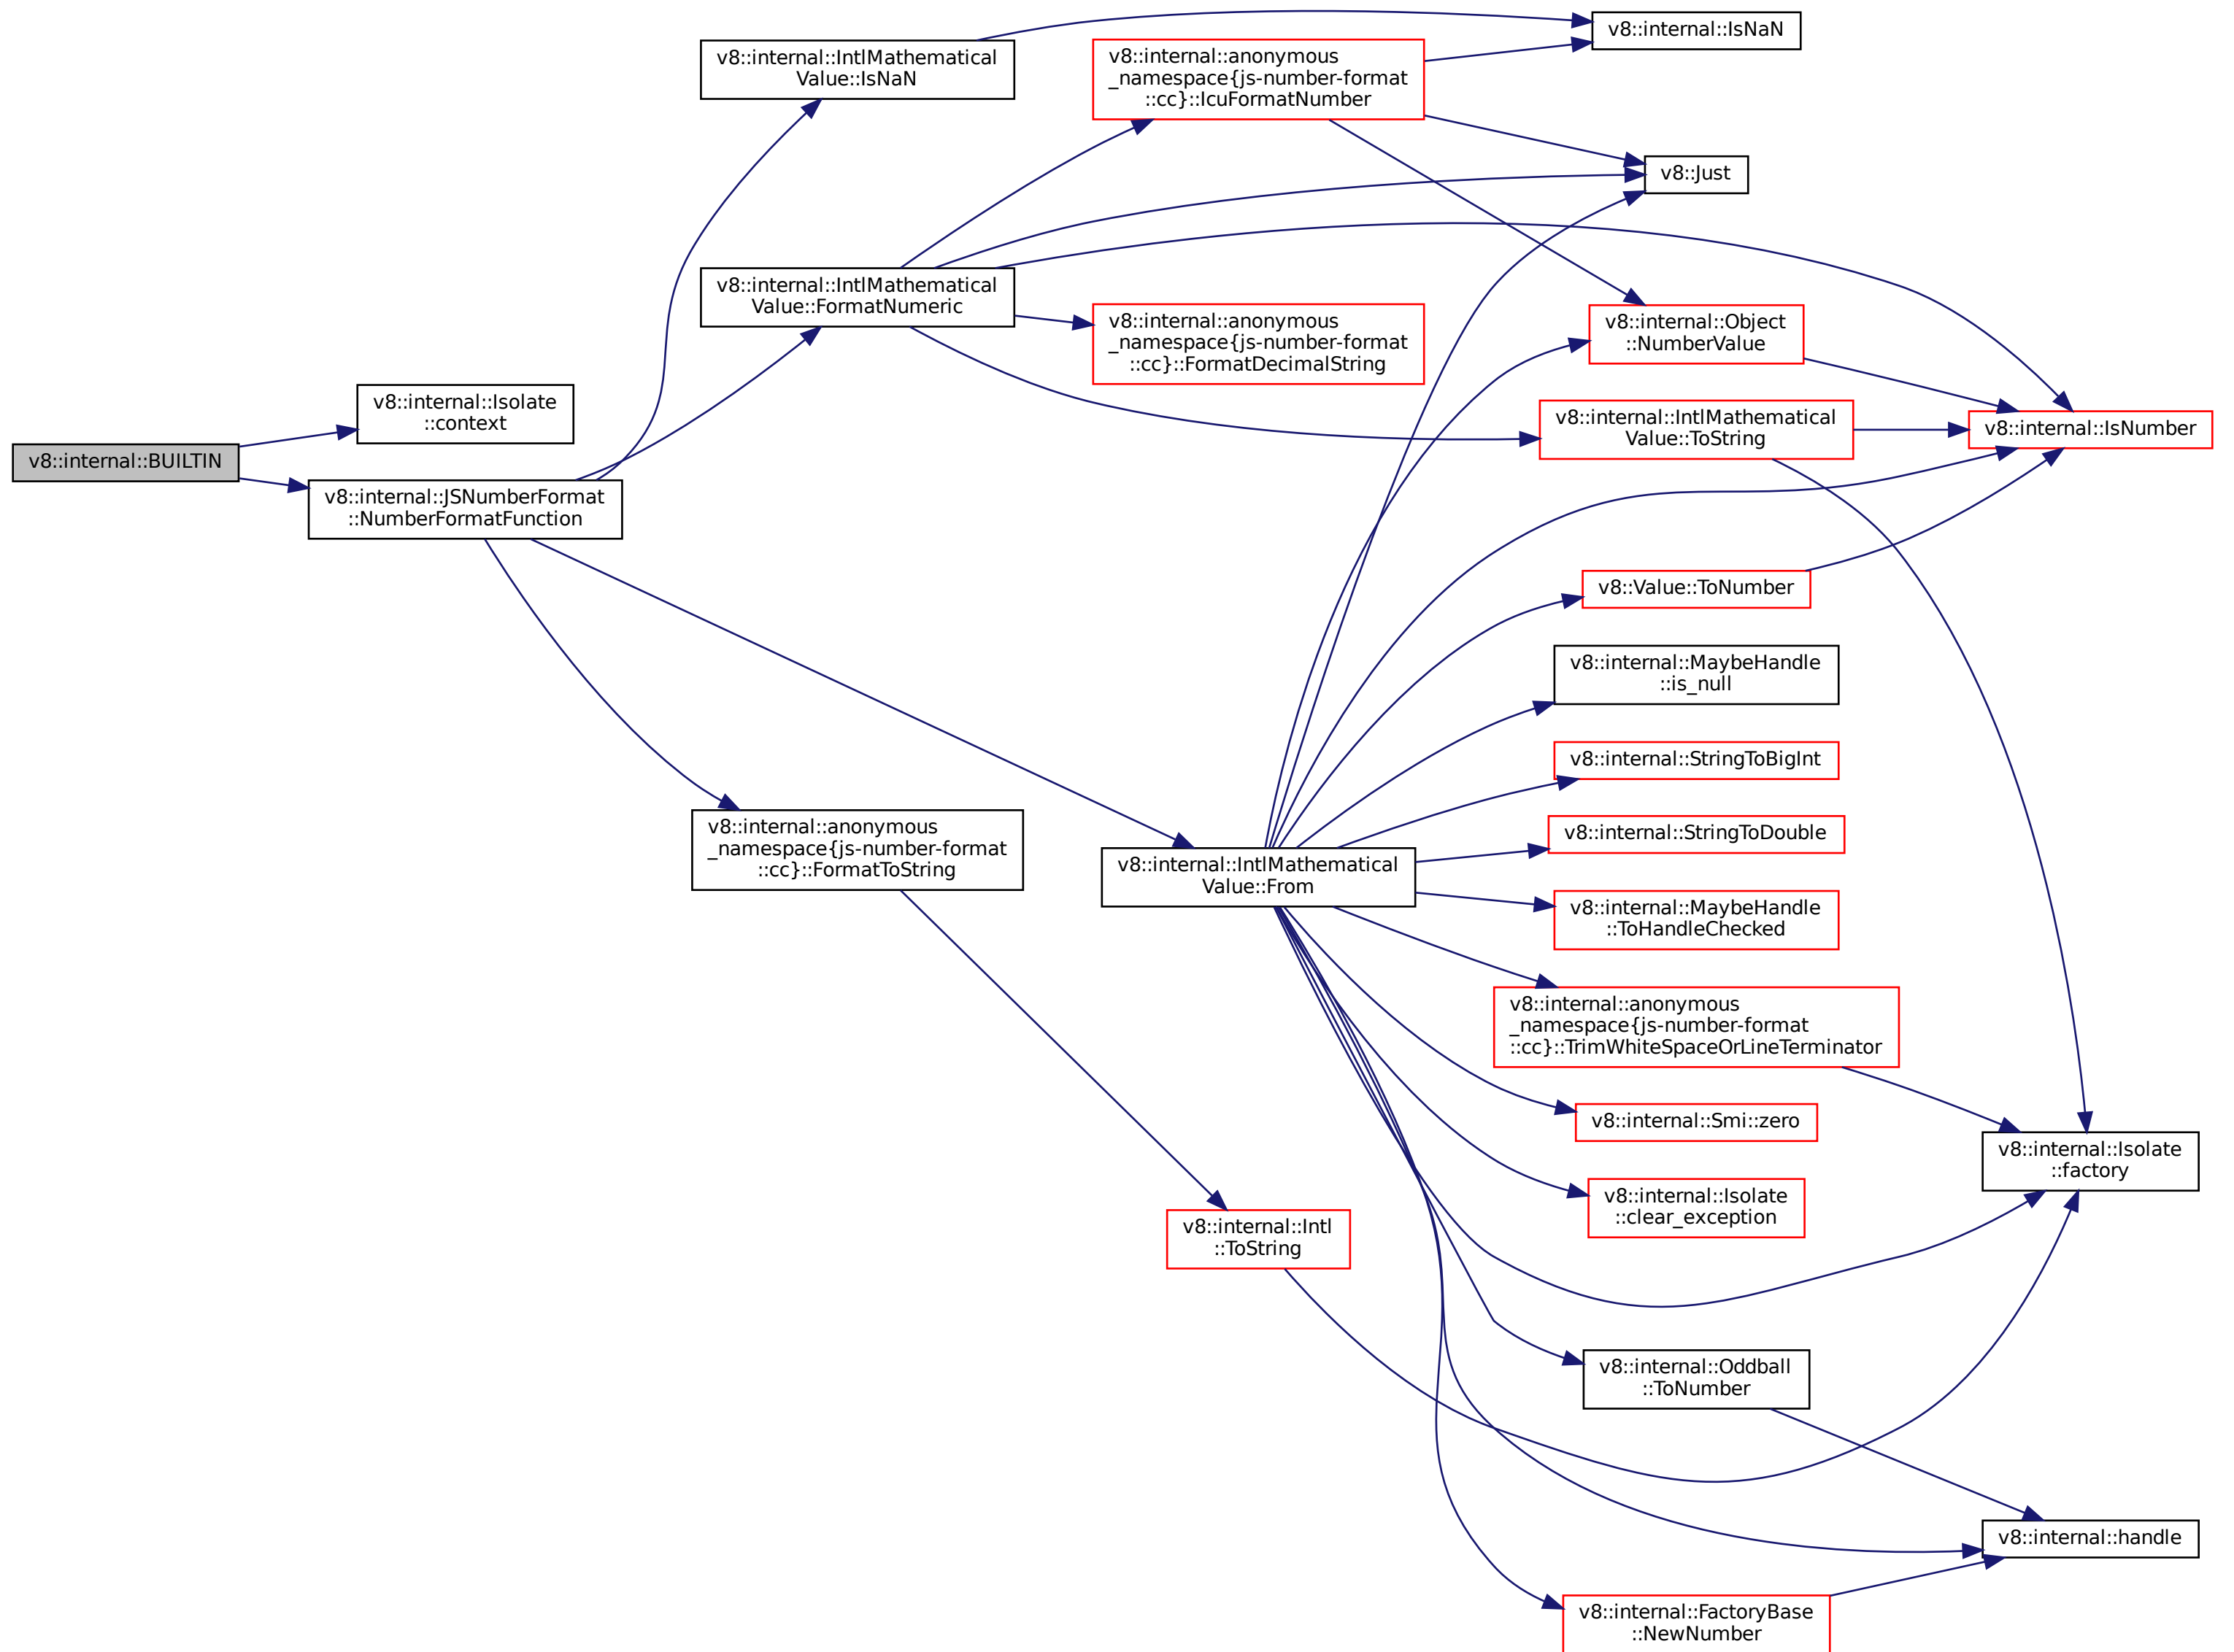 v8::internal::BUILTIN
v8::internal::Isolate
::context
v8::internal::JSNumberFormat
::NumberFormatFunction
v8::internal::IntlMathematical
Value::IsNaN
v8::internal::IntlMathematical
Value::FormatNumeric
v8::internal::anonymous
_namespace{js-number-format
::cc}::FormatToString
v8::internal::anonymous
_namespace{js-number-format
::cc}::IcuFormatNumber
v8::internal::anonymous
_namespace{js-number-format
::cc}::FormatDecimalString
v8::internal::IntlMathematical
Value::From
v8::internal::Intl
::ToString
v8::internal::IsNaN
v8::Just
v8::internal::Object
::NumberValue
v8::internal::IntlMathematical
Value::ToString
v8::Value::ToNumber
v8::internal::MaybeHandle
::is_null
v8::internal::StringToBigInt
v8::internal::StringToDouble
v8::internal::MaybeHandle
::ToHandleChecked
v8::internal::anonymous
_namespace{js-number-format
::cc}::TrimWhiteSpaceOrLineTerminator
v8::internal::Smi::zero
v8::internal::Isolate
::clear_exception
v8::internal::Oddball
::ToNumber
v8::internal::FactoryBase
::NewNumber
v8::internal::IsNumber
v8::internal::Isolate
::factory
v8::internal::handle